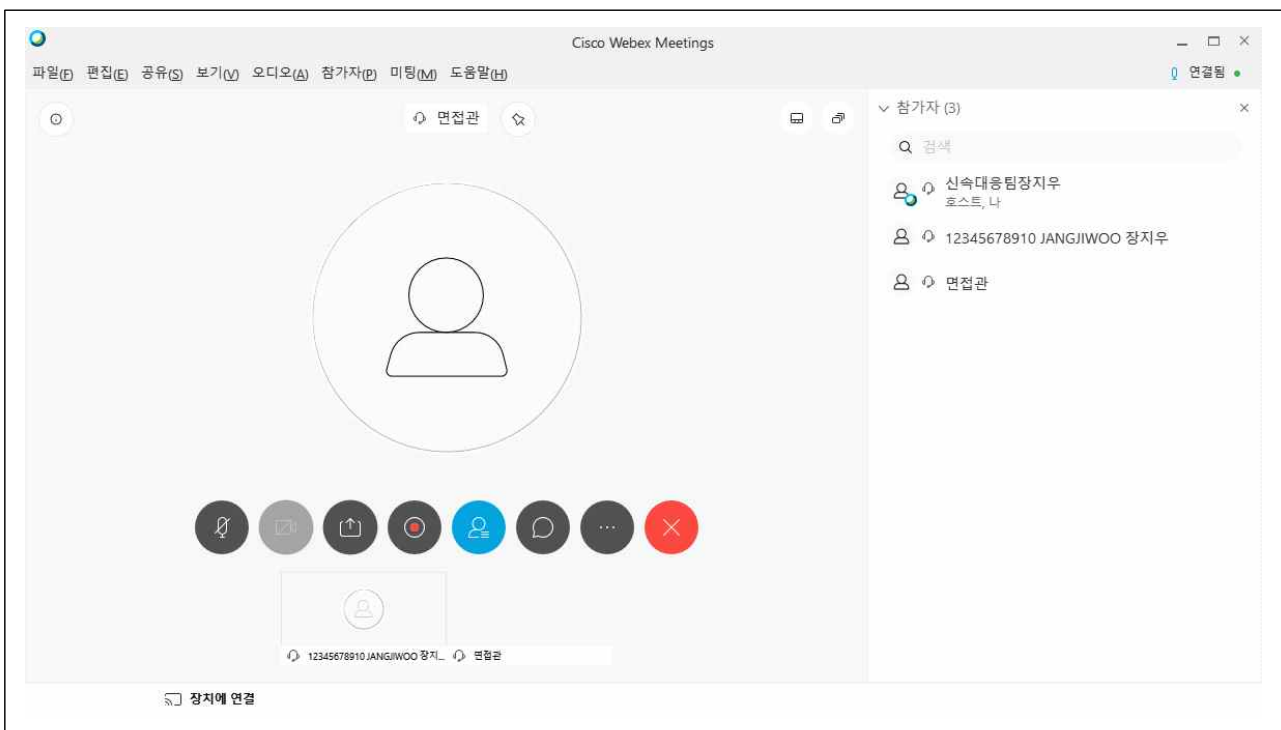 Cisco Webex Meetings
파일(F) 편집(E) 공유(S) 보기(V) 오디오(A) 참가자(P) 미팅(M) 도움말(H)
연결됨
면접관
참가자 (3)
검색
신속대응팀장지우
호스트, 나
12345678910 JANGJIWOO 장지우
면접관
12345678910 JANGJIWOO 장지... 면접관
장치에 연결